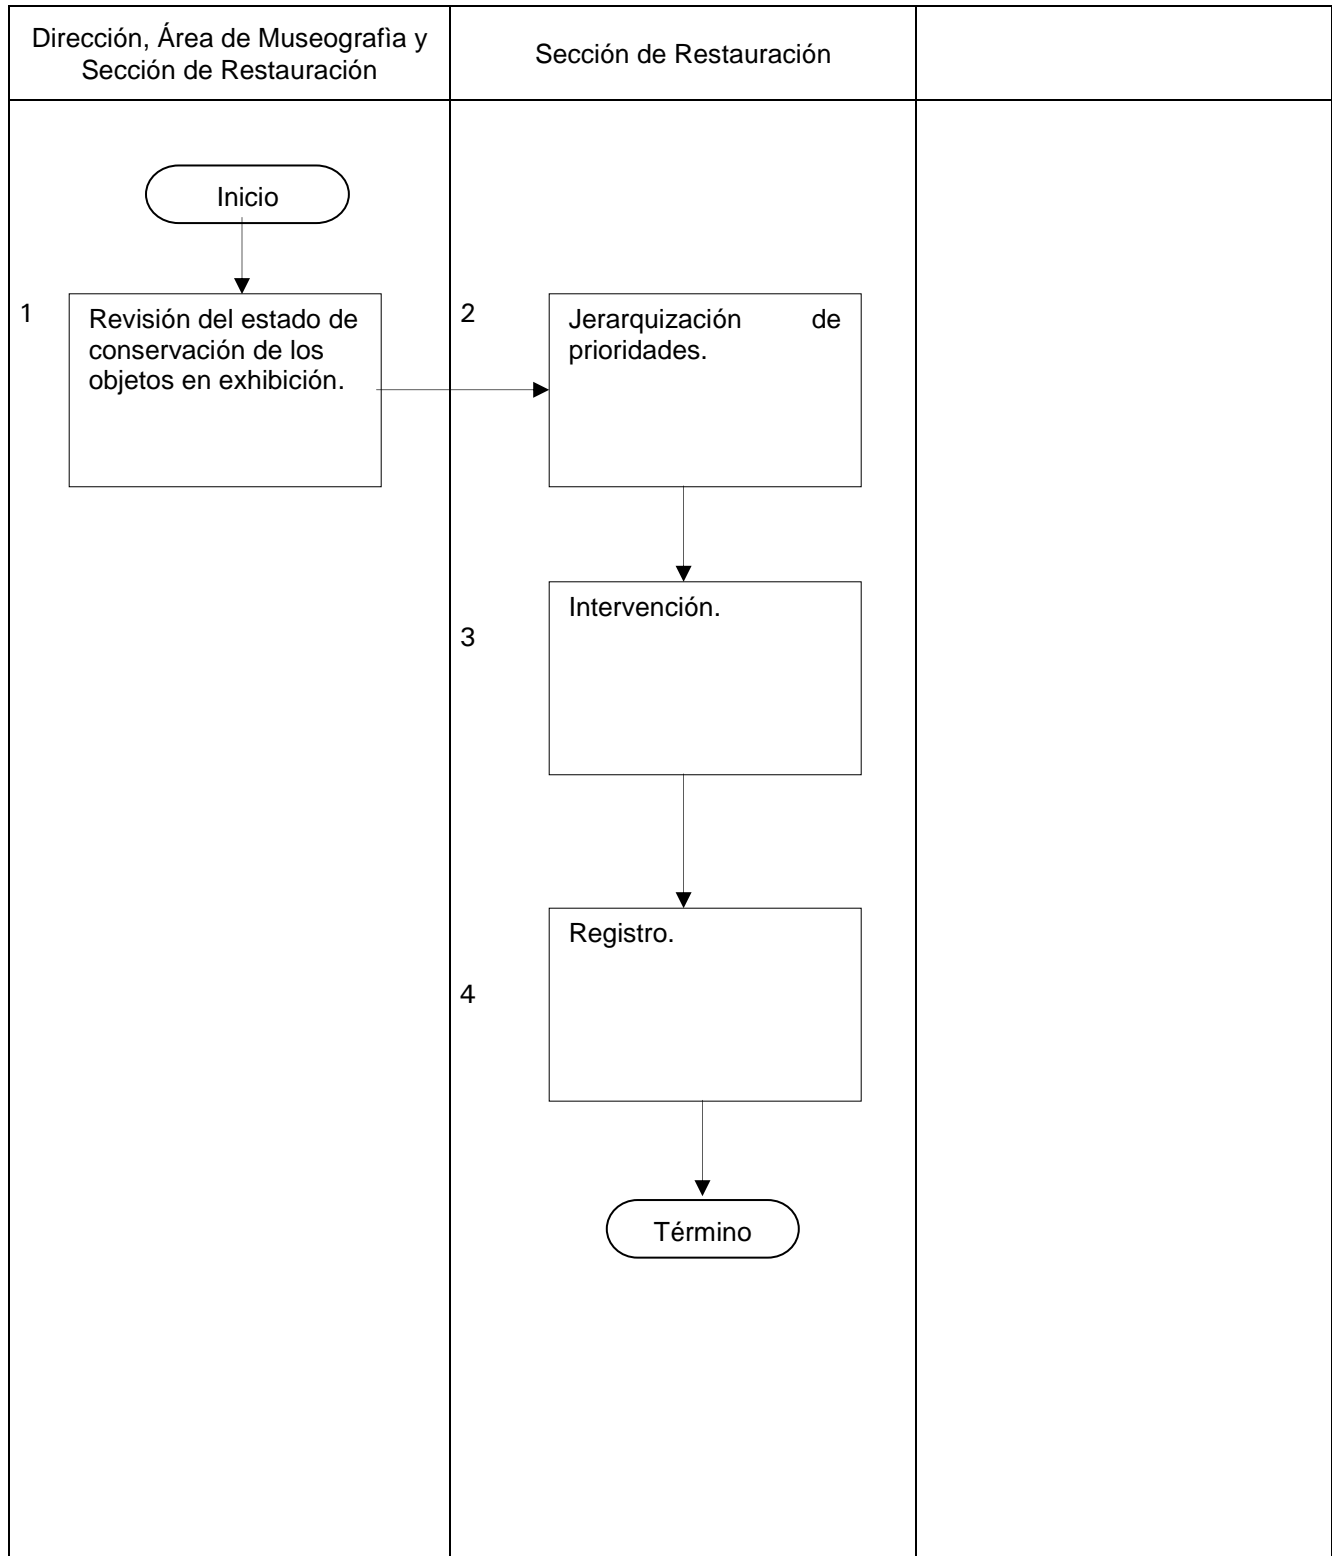 Dirección, Área de Museografìa y
Sección de Restauración
Sección de Restauración
Inicio
1
Revisión del estado de
conservación de los
objetos en exhibición.
2
Jerarquización de
prioridades.
Intervención.
3
Registro.
4
Término